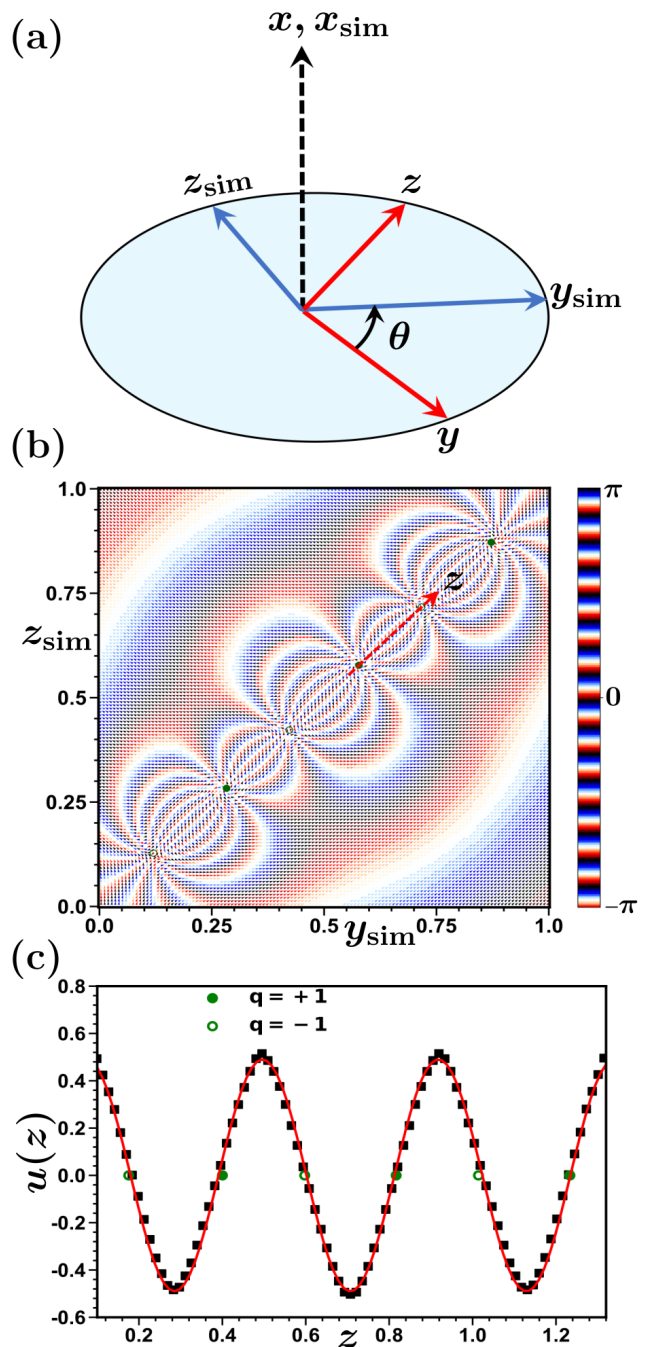 (a)
x, x_sim
z_sim
z
y_sim
θ
y
(b)
1.0
π
0.75
z
z_sim
0.5
0
0.25
0.0
−π
0.0
0.25
0.5
0.75
1.0
y_sim
(c)
0.8
q = +1
0.6
q = −1
0.4
u(z)
0.2
0.0
-0.2
-0.4
-0.6
0.2
0.4
0.6
0.8
1.0
1.2
z